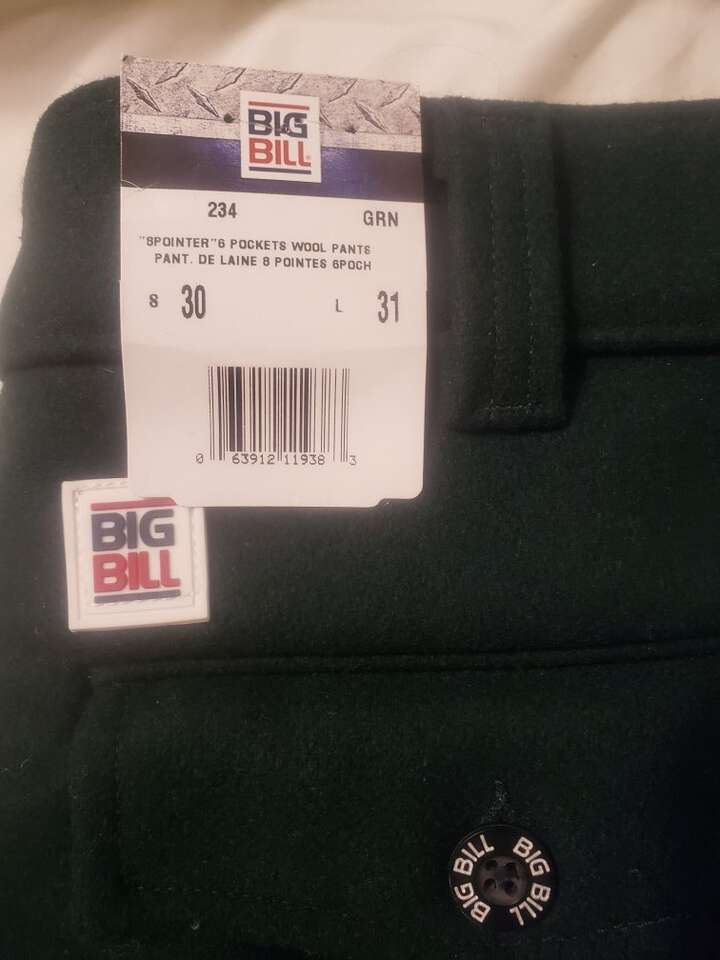 BIG
BILL
234 GRN
"8POINTER"6 POCKETS WOOL PANTS
PANT. DE LAINE 8 POINTES 6POCH
S 30 L 31
0 63912 11938 3
BIG
BILL
BIG BILL BIG BILL